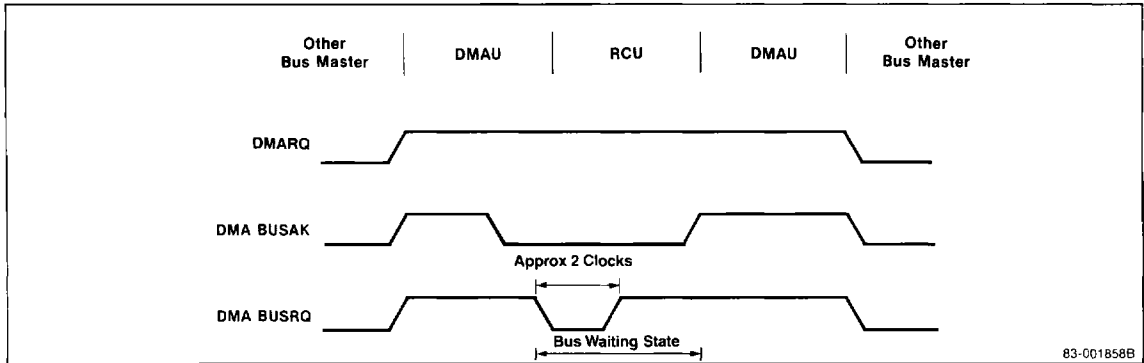 Other
Bus Master
DMAU
RCU
DMAU
Other
Bus Master
DMARQ
DMA BUSAK
Approx 2 Clocks
DMA BUSRQ
Bus Waiting State
83-001858B